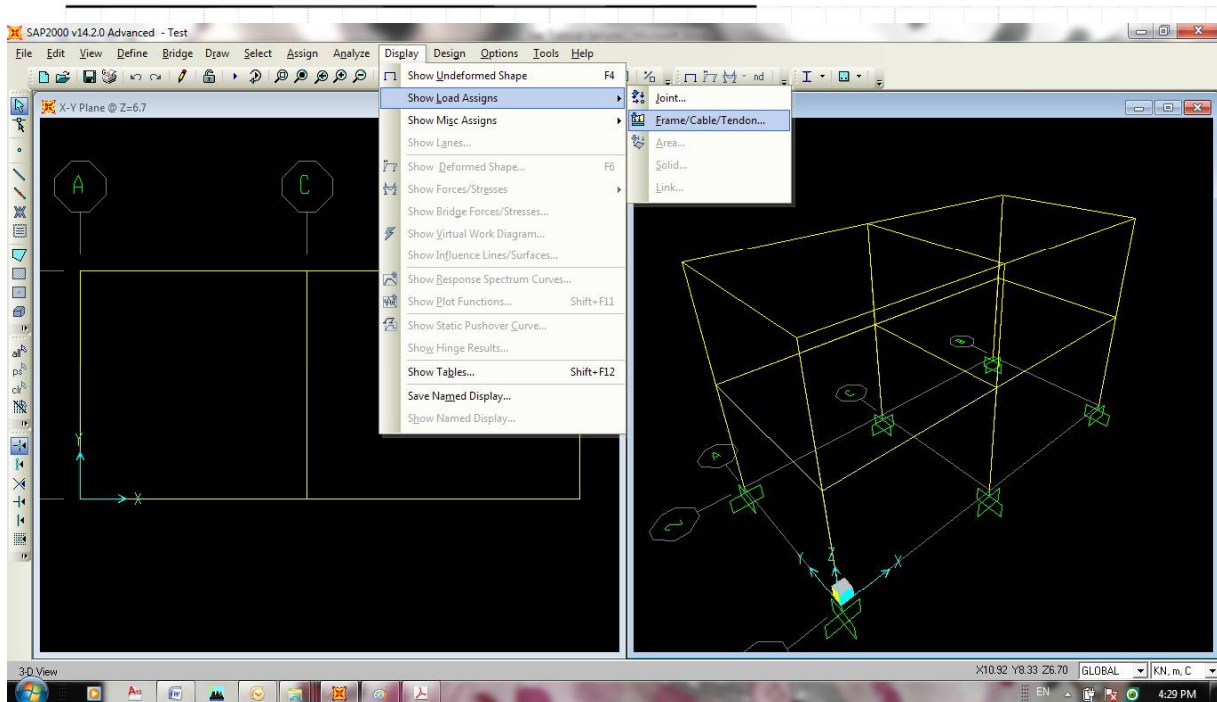 SAP2000 v14.2.0 Advanced - Test
File Edit View Define Bridge Draw Select Assign Analyze Display Design Options Tools Help
nd
X-Y Plane @ Z=6.7
Show Undeformed Shape F4
Show Load Assigns
Show Misc Assigns
Show Lanes...
Show Deformed Shape... F6
Show Forces/Stresses
Show Bridge Forces/Stresses...
Show Virtual Work Diagram...
Show Influence Lines/Surfaces...
Show Response Spectrum Curves...
Show Plot Functions... Shift+F11
Show Static Pushover Curve...
Show Hinge Results...
Show Tables... Shift+F12
Save Named Display...
Show Named Display...
Joint...
Frame/Cable/Tendon...
Area...
Solid...
Link...
all
ps
clr
A
C
Y
X
B
C
A
2
Y
Z
X
3-D View
X10.92 Y8.33 Z6.70
GLOBAL
KN, m, C
EN
4:29 PM